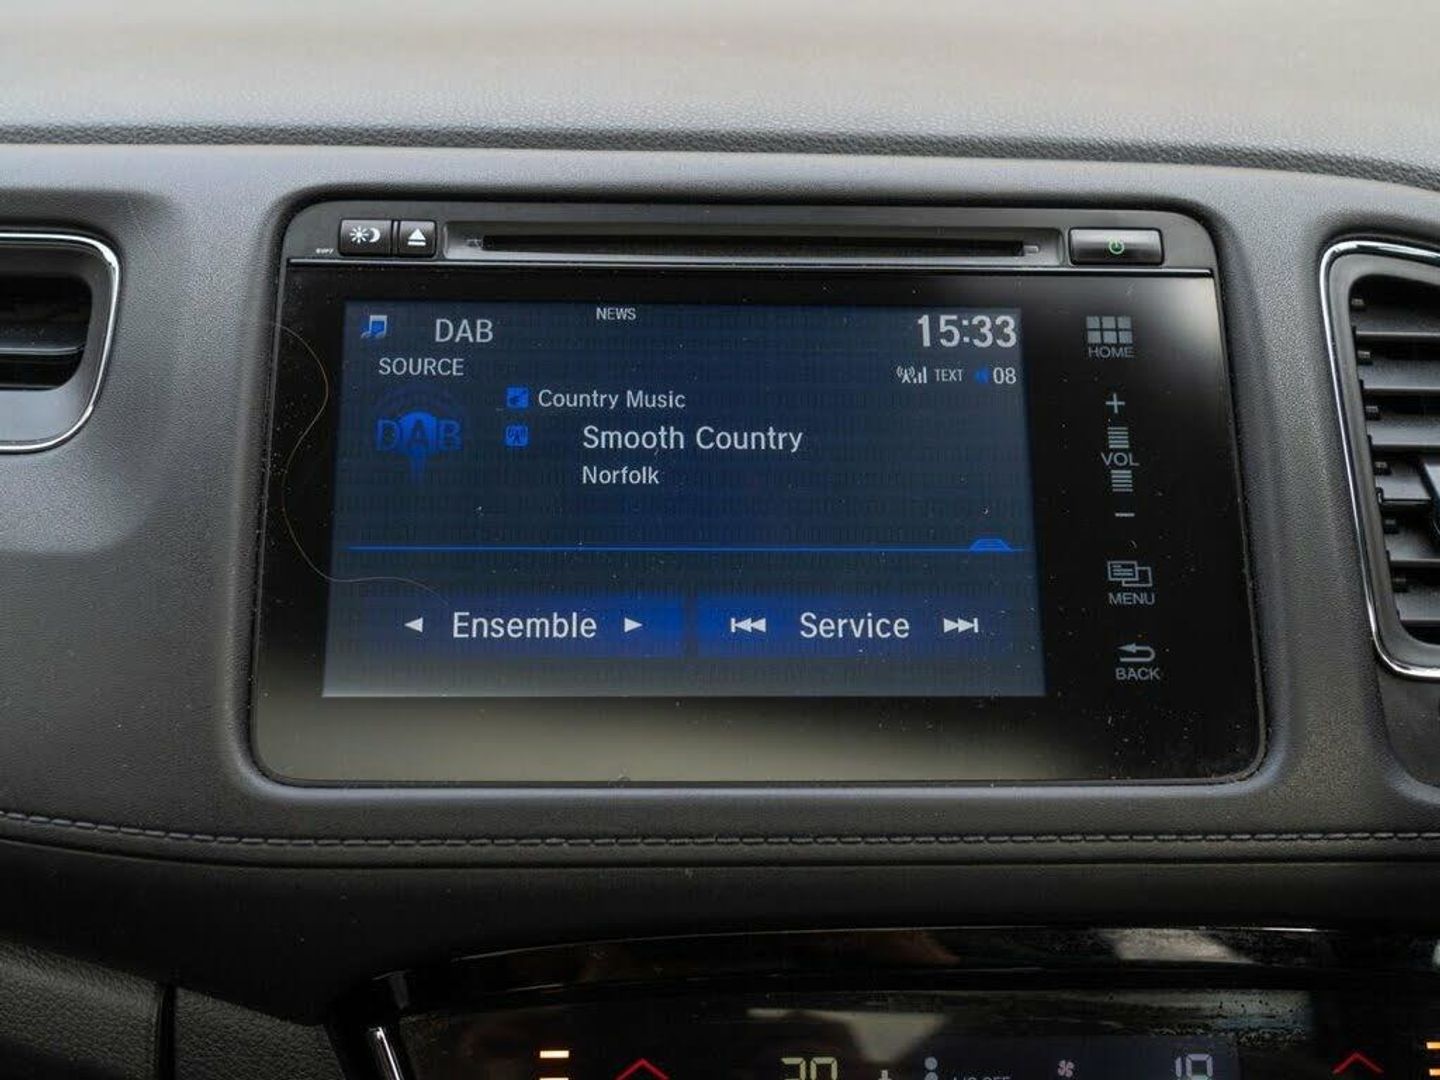 NEWS
DAB
15:33
SOURCE
TEXT 08
DAB
Country Music
Smooth Country
Norfolk
Ensemble
Service
HOME
+
VOL
−
MENU
BACK